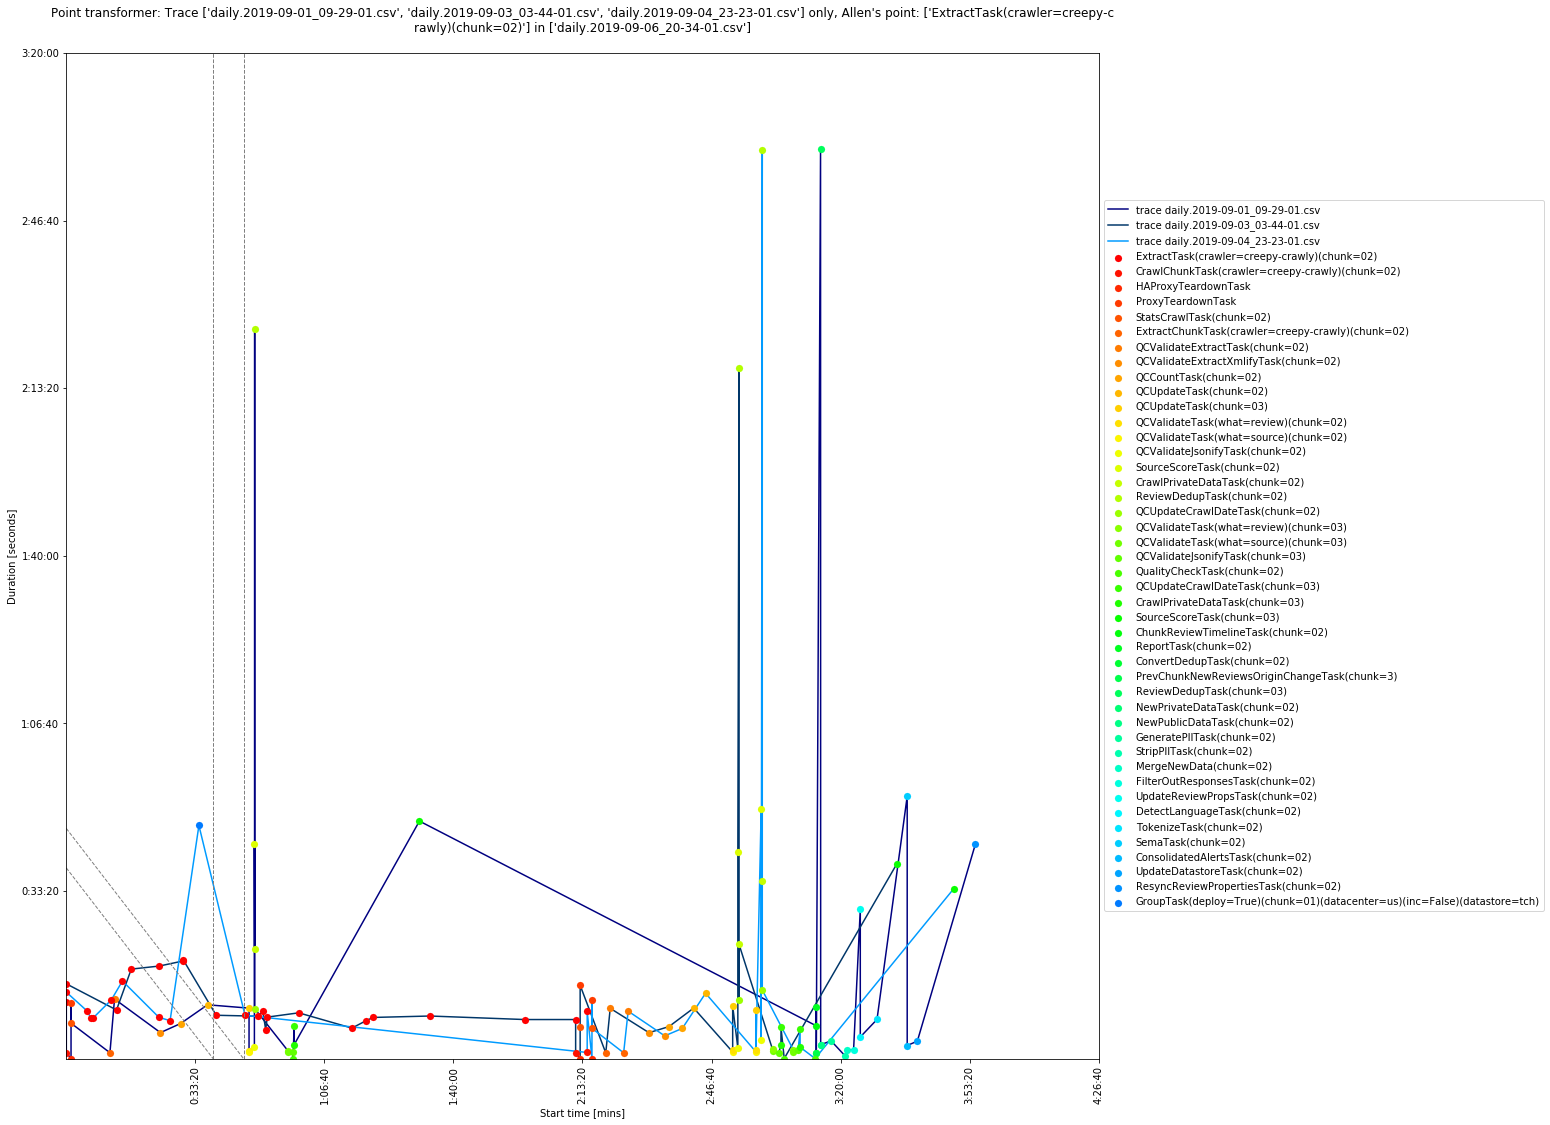 Point transformer: Trace ['daily.2019-09-01_09-29-01.csv', 'daily.2019-09-03_03-44-01.csv', 'daily.2019-09-04_23-23-01.csv'] only, Allen's point: ['ExtractTask(crawler=creepy-c
rawly)(chunk=02)'] in ['daily.2019-09-06_20-34-01.csv']
3:20:00
2:46:40
2:13:20
1:40:00
1:06:40
0:33:20
Duration [seconds]
0:33:20
1:06:40
1:40:00
2:13:20
2:46:40
3:20:00
3:53:20
4:26:40
Start time [mins]
trace daily.2019-09-01_09-29-01.csv
trace daily.2019-09-03_03-44-01.csv
trace daily.2019-09-04_23-23-01.csv
ExtractTask(crawler=creepy-crawly)(chunk=02)
CrawlChunkTask(crawler=creepy-crawly)(chunk=02)
HAProxyTeardownTask
ProxyTeardownTask
StatsCrawlTask(chunk=02)
ExtractChunkTask(crawler=creepy-crawly)(chunk=02)
QCValidateExtractTask(chunk=02)
QCValidateExtractXmlifyTask(chunk=02)
QCCountTask(chunk=02)
QCUpdateTask(chunk=02)
QCUpdateTask(chunk=03)
QCValidateTask(what=review)(chunk=02)
QCValidateTask(what=source)(chunk=02)
QCValidateJsonifyTask(chunk=02)
SourceScoreTask(chunk=02)
CrawlPrivateDataTask(chunk=02)
ReviewDedupTask(chunk=02)
QCUpdateCrawlDateTask(chunk=02)
QCValidateTask(what=review)(chunk=03)
QCValidateTask(what=source)(chunk=03)
QCValidateJsonifyTask(chunk=03)
QualityCheckTask(chunk=02)
QCUpdateCrawlDateTask(chunk=03)
CrawlPrivateDataTask(chunk=03)
SourceScoreTask(chunk=03)
ChunkReviewTimelineTask(chunk=02)
ReportTask(chunk=02)
ConvertDedupTask(chunk=02)
PrevChunkNewReviewsOriginChangeTask(chunk=3)
ReviewDedupTask(chunk=03)
NewPrivateDataTask(chunk=02)
NewPublicDataTask(chunk=02)
GeneratePIITask(chunk=02)
StripPIITask(chunk=02)
MergeNewData(chunk=02)
FilterOutResponsesTask(chunk=02)
UpdateReviewPropsTask(chunk=02)
DetectLanguageTask(chunk=02)
TokenizeTask(chunk=02)
SemaTask(chunk=02)
ConsolidatedAlertsTask(chunk=02)
UpdateDatastoreTask(chunk=02)
ResyncReviewPropertiesTask(chunk=02)
GroupTask(deploy=True)(chunk=01)(datacenter=us)(inc=False)(datastore=tch)